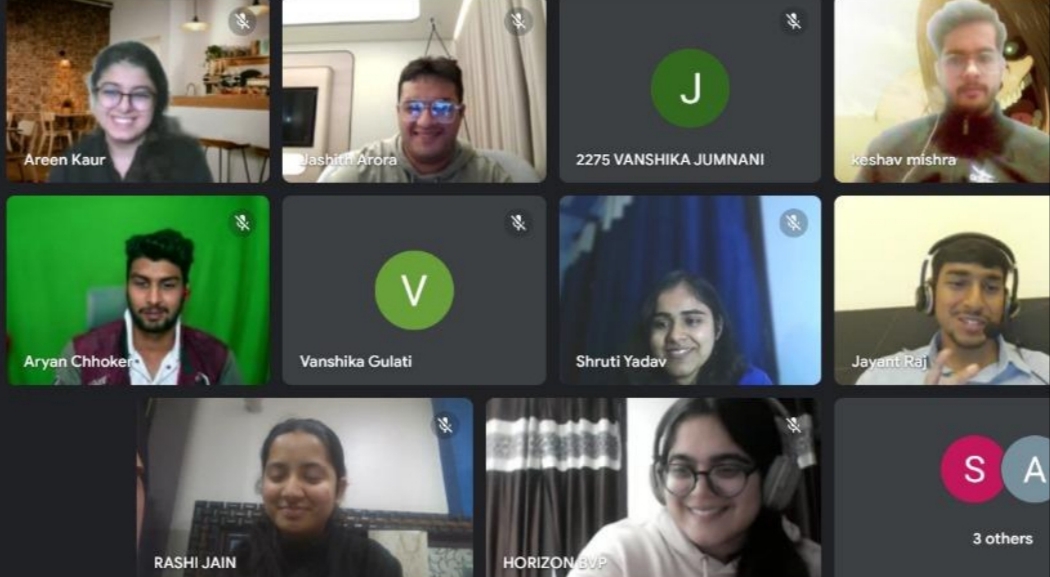 Areen Kaur
Jashith Arora
J
2275 VANSHIKA JUMNANI
keshav mishra
Aryan Chhoker
V
Vanshika Gulati
Shruti Yadav
Jayant Raj
RASHI JAIN
HORIZON BVP
S A
3 others